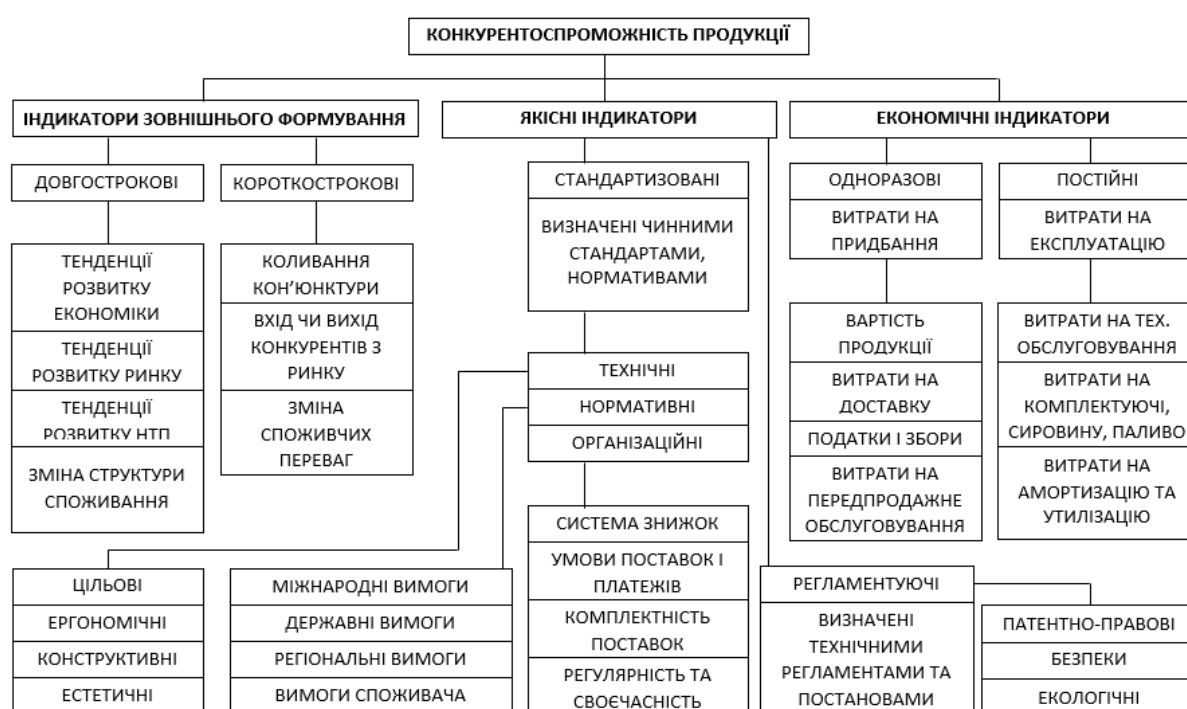 КОНКУРЕНТОСПРОМОЖНІСТЬ ПРОДУКЦІЇ
ІНДИКАТОРИ ЗОВНІШНЬОГО ФОРМУВАННЯ
ДОВГОСТРОКОВІ
ТЕНДЕНЦІЇ
РОЗВИТКУ
ЕКОНОМІКИ
ТЕНДЕНЦІЇ
РОЗВИТКУ РИНКУ
ТЕНДЕНЦІЇ
РОЗВИТКУ НТП
ЗМІНА СТРУКТУРИ
СПОЖИВАННЯ
КОРОТКОСТРОКОВІ
КОЛИВАННЯ
КОН’ЮНКТУРИ
ВХІД ЧИ ВИХІД
КОНКУРЕНТІВ З
РИНКУ
ЗМІНА
СПОЖИВЧИХ
ПЕРЕВАГ
ЯКІСНІ ІНДИКАТОРИ
СТАНДАРТИЗОВАНІ
ВИЗНАЧЕНІ ЧИННИМИ
СТАНДАРТАМИ,
НОРМАТИВАМИ
ТЕХНІЧНІ
НОРМАТИВНІ
ОРГАНІЗАЦІЙНІ
ЕКОНОМІЧНІ ІНДИКАТОРИ
ОДНОРАЗОВІ
ВИТРАТИ НА
ПРИДБАННЯ
ВАРТІСТЬ
ПРОДУКЦІЇ
ВИТРАТИ НА
ДОСТАВКУ
ПОДАТКИ І ЗБОРИ
ВИТРАТИ НА
ПЕРЕДПРОДАЖНЕ
ОБСЛУГОВУВАННЯ
ПОСТІЙНІ
ВИТРАТИ НА
ЕКСПЛУАТАЦІЮ
ВИТРАТИ НА ТЕХ.
ОБСЛУГОВУВАННЯ
ВИТРАТИ НА
КОМПЛЕКТУЮЧІ,
СИРОВИНУ, ПАЛИВО
ВИТРАТИ НА
АМОРТИЗАЦІЮ ТА
УТИЛІЗАЦІЮ
ЦІЛЬОВІ
ЕРГОНОМІЧНІ
КОНСТРУКТИВНІ
ЕСТЕТИЧНІ
МІЖНАРОДНІ ВИМОГИ
ДЕРЖАВНІ ВИМОГИ
РЕГІОНАЛЬНІ ВИМОГИ
ВИМОГИ СПОЖИВАЧА
СИСТЕМА ЗНИЖОК
УМОВИ ПОСТАВОК І
ПЛАТЕЖІВ
КОМПЛЕКТНІСТЬ
ПОСТАВОК
РЕГУЛЯРНІСТЬ ТА
СВОЄЧАСНІСТЬ
РЕГЛАМЕНТУЮЧІ
ВИЗНАЧЕНІ
ТЕХНІЧНИМИ
РЕГЛАМЕНТАМИ ТА
ПОСТАНОВАМИ
ПАТЕНТНО-ПРАВОВІ
БЕЗПЕКИ
ЕКОЛОГІЧНІ